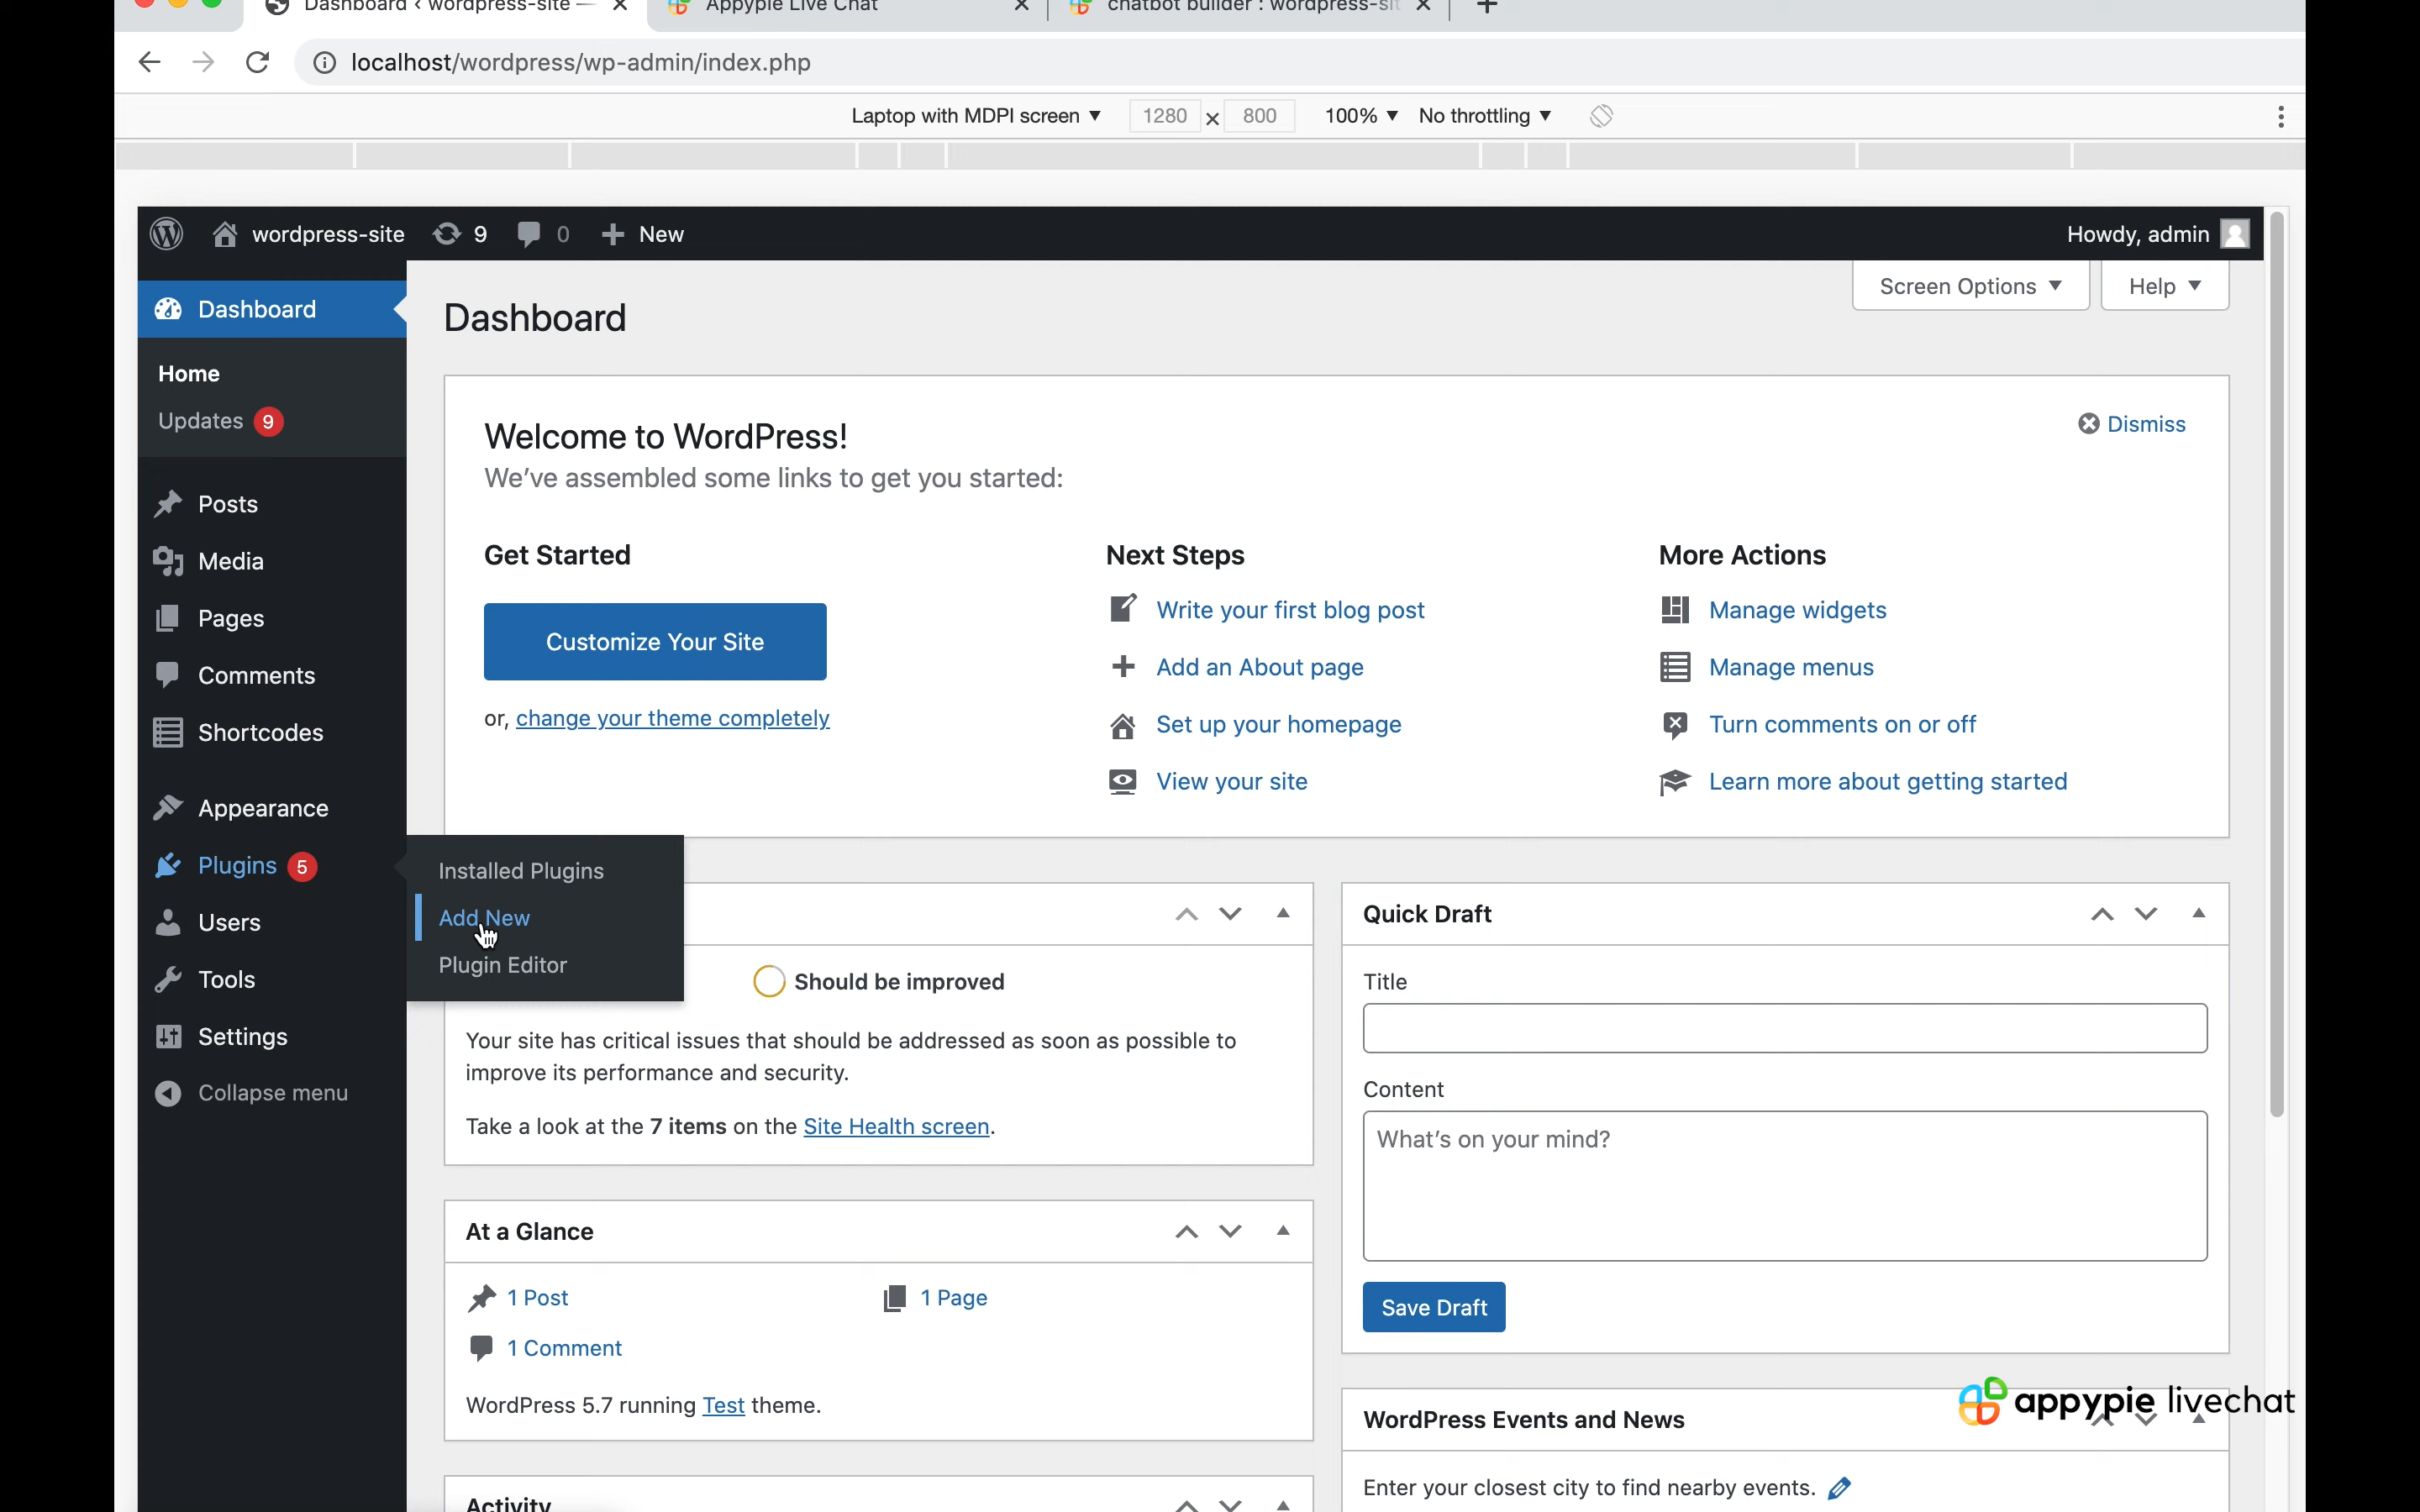 Dashboard ‹ wordpress-site —
Appypie Live Chat
chatbot builder : wordpress-sit
localhost/wordpress/wp-admin/index.php
Laptop with MDPI screen ▼ 1280 × 800 100% ▼ No throttling ▼
wordpress-site 9 0 + New
Howdy, admin
Screen Options ▼
Help ▼
Dashboard
Home
Updates 9
Posts
Media
Pages
Comments
Shortcodes
Appearance
Plugins 5
Users
Tools
Settings
Collapse menu
Installed Plugins
Add New
Plugin Editor
Dashboard
Welcome to WordPress!
We've assembled some links to get you started:
Dismiss
Get Started
Customize Your Site
or, change your theme completely
Next Steps
Write your first blog post
Add an About page
Set up your homepage
View your site
More Actions
Manage widgets
Manage menus
Turn comments on or off
Learn more about getting started
Should be improved
Your site has critical issues that should be addressed as soon as possible to
improve its performance and security.
Take a look at the 7 items on the Site Health screen.
At a Glance
1 Post
1 Page
1 Comment
WordPress 5.7 running Test theme.
Activity
Quick Draft
Title
Content
What's on your mind?
Save Draft
WordPress Events and News
Enter your closest city to find nearby events.
appypie livechat